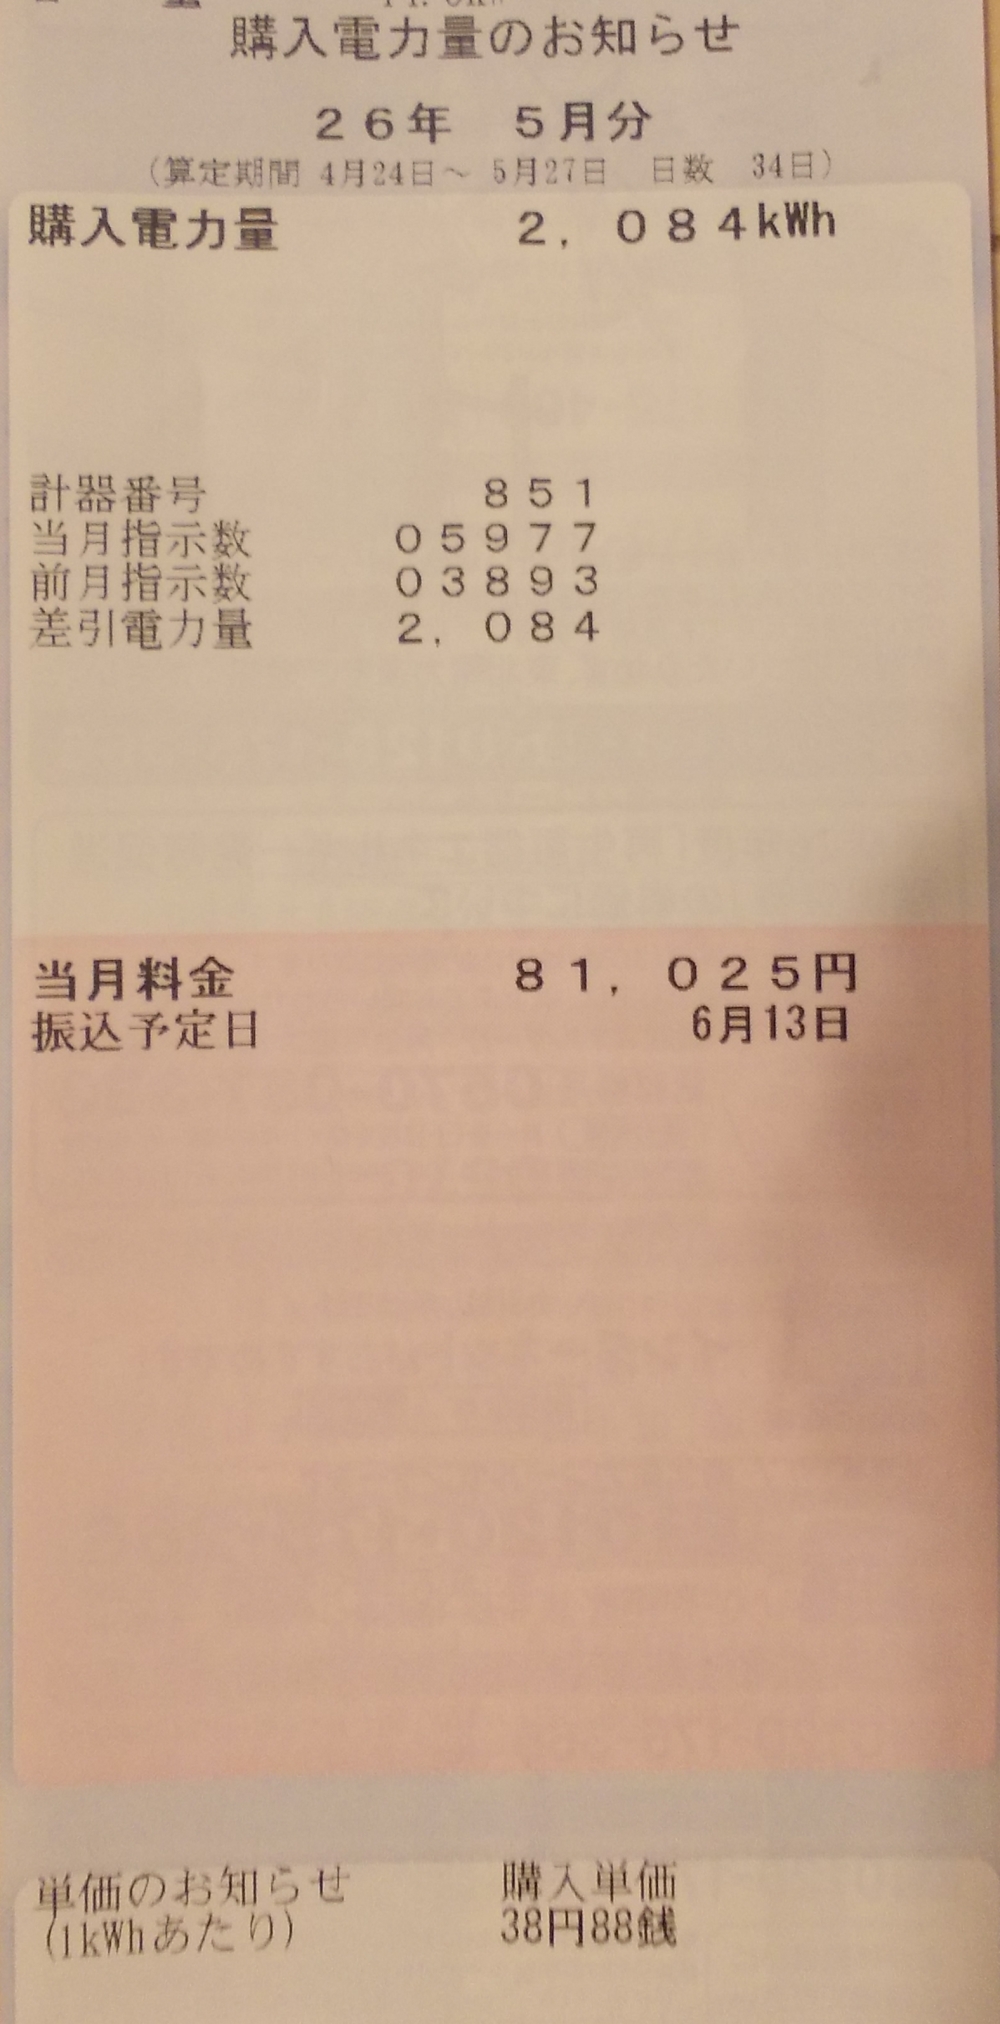 購入電力量のお知らせ
26年 5月分
(算定期間 4月24日～ 5月27日 日数 34日)
購入電力量 2,084kWh
計器番号 851
当月指示数 05977
前月指示数 03893
差引電力量 2,084
当月料金 81,025円
振込予定日 6月13日
単価のお知らせ 購入単価
(1kWhあたり) 38円88銭